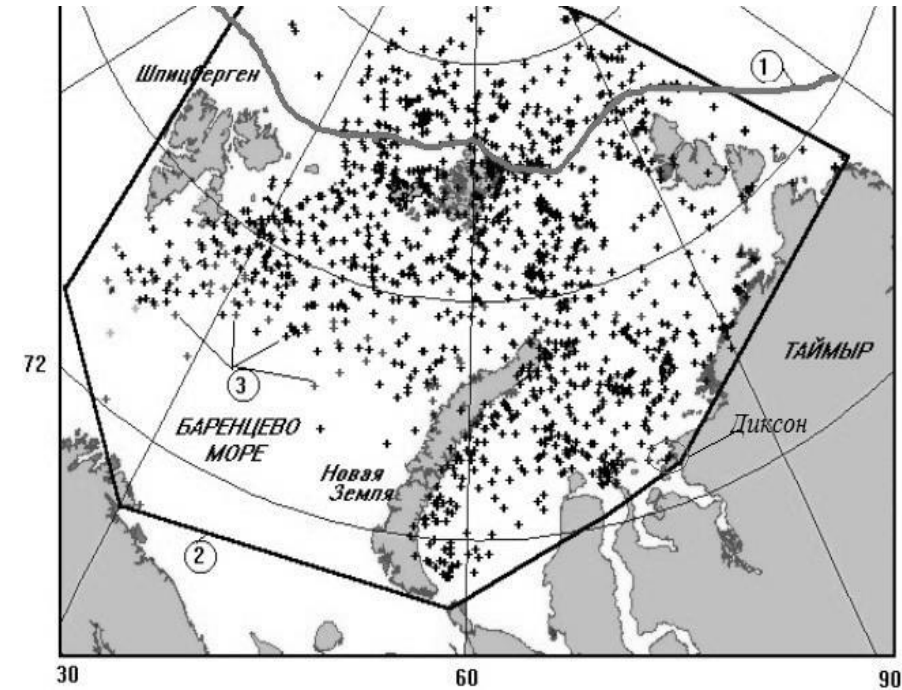 1
Шпицберген
72
3
ТАЙМЫР
БАРЕНЦЕВО
МОРЕ
Диксон
Новая
Земля
2
30
60
90